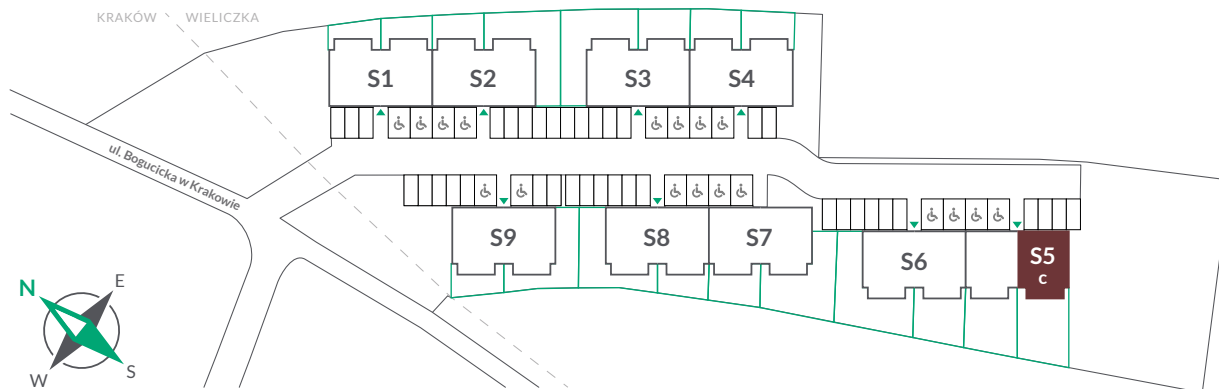 KRAKÓW WIELICZKA
S1 S2 S3 S4
ul. Bogucicka w Krakowie
S9 S8 S7 S6 S5
C
N E
W S